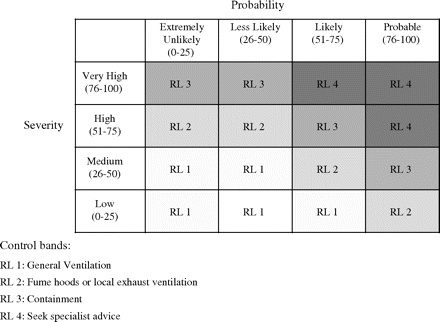 Probability
Extremely Unlikely (0-25) Less Likely (26-50) Likely (51-75) Probable (76-100)
Severity
Very High (76-100) RL 3 RL 3 RL 4 RL 4
High (51-75) RL 2 RL 2 RL 3 RL 4
Medium (26-50) RL 1 RL 1 RL 2 RL 3
Low (0-25) RL 1 RL 1 RL 1 RL 2
Control bands:
RL 1: General Ventilation
RL 2: Fume hoods or local exhaust ventilation
RL 3: Containment
RL 4: Seek specialist advice